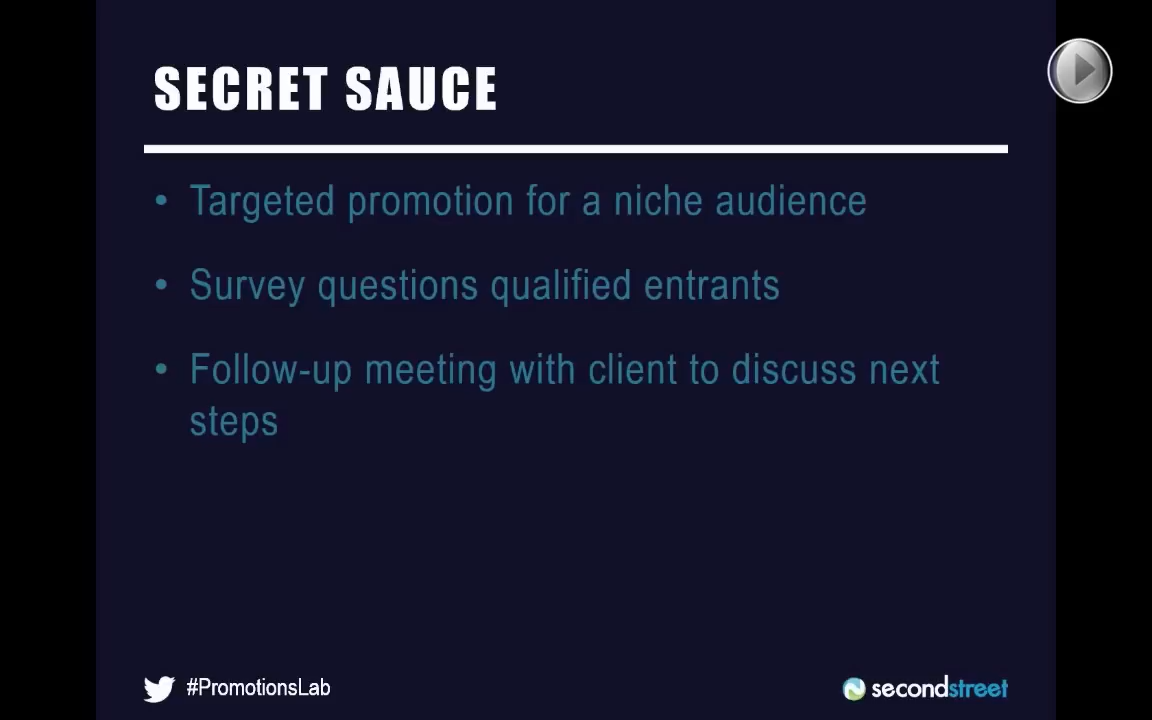 SECRET SAUCE
• Targeted promotion for a niche audience
• Survey questions qualified entrants
• Follow-up meeting with client to discuss next
steps
#PromotionsLab
secondstreet